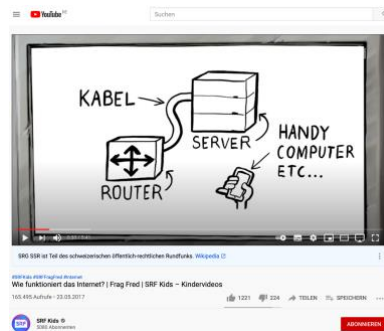 YouTube
Suchen
KABEL
SERVER
ROUTER
HANDY
COMPUTER
ETC...
SRG SSR ist Teil des schweizerischen öffentlich-rechtlichen Rundfunks. Wikipedia
#SRFKids #SRFFragFred #Internet
Wie funktioniert das Internet? | Frag Fred | SRF Kids – Kindervideos
165.495 Aufrufe • 23.03.2017
1221 224 TEILEN SPEICHERN ...
SRF
SRF Kids
ABONNIEREN